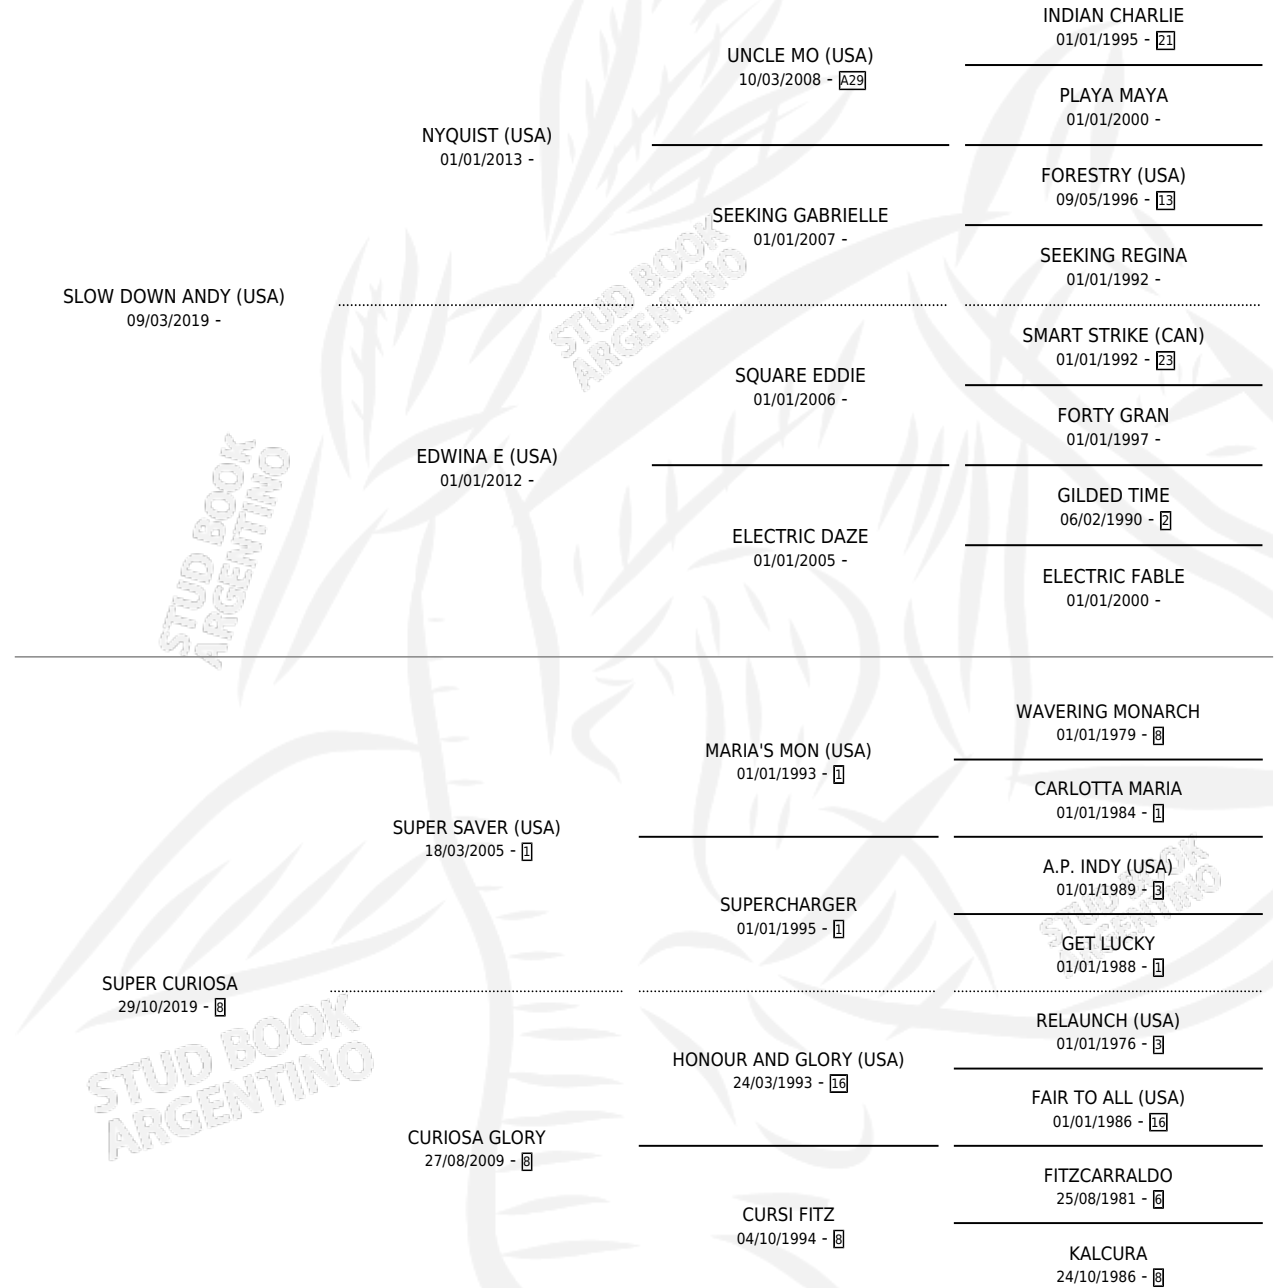 INDIAN CHARLIE
01/01/1995 - 21
UNCLE MO (USA)
10/03/2008 - A29
PLAYA MAYA
01/01/2000 -
NYQUIST (USA)
01/01/2013 -
FORESTRY (USA)
09/05/1996 - 13
SEEKING GABRIELLE
01/01/2007 -
SEEKING REGINA
01/01/1992 -
SLOW DOWN ANDY (USA)
09/03/2019 -
STUD BOOK
ARGENTINO
SMART STRIKE (CAN)
01/01/1992 - 23
SQUARE EDDIE
01/01/2006 -
FORTY GRAN
01/01/1997 -
EDWINA E (USA)
01/01/2012 -
GILDED TIME
06/02/1990 - 2
ELECTRIC DAZE
01/01/2005 -
ELECTRIC FABLE
01/01/2000 -
STUD BOOK
ARGENTINO
WAVERING MONARCH
01/01/1979 - 8
MARIA'S MON (USA)
01/01/1993 - 1
CARLOTTA MARIA
01/01/1984 - 1
SUPER SAVER (USA)
18/03/2005 - 1
A.P. INDY (USA)
01/01/1989 - 3
SUPERCHARGER
01/01/1995 - 1
GET LUCKY
01/01/1988 - 1
STUD BOOK
ARGENTINO
SUPER CURIOSA
29/10/2019 - 8
RELAUNCH (USA)
01/01/1976 - 3
HONOUR AND GLORY (USA)
24/03/1993 - 16
FAIR TO ALL (USA)
01/01/1986 - 16
STUD BOOK
ARGENTINO
CURIOSA GLORY
27/08/2009 - 8
FITZCARRALDO
25/08/1981 - 6
CURSI FITZ
04/10/1994 - 8
KALCURA
24/10/1986 - 8